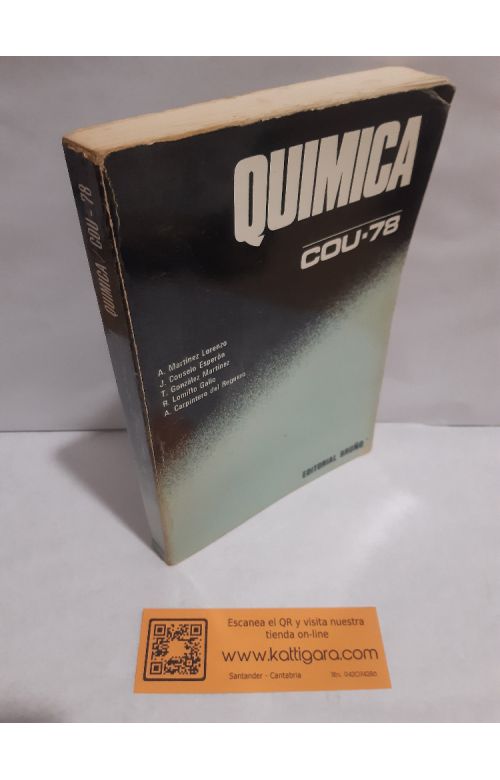 QUIMICA
COU-78
QUIMICA / COU - 78
A. Martínez Lorenzo
J. Couselo Esperón
T. González Martínez
R. Lomillo Gallo
A. Carpintero del Reguero
EDITORIAL BRUÑO
Escanea el QR y visita nuestra
tienda on-line
www.kattigara.com
Santander - Cantabria